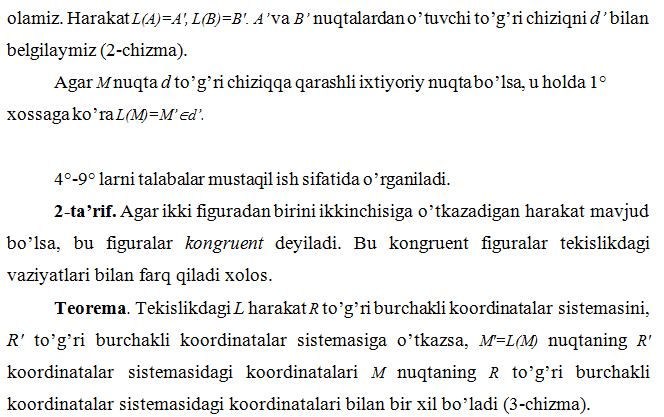 olamiz. Harakat L(A)=A', L(B)=B'. A’ va B’ nuqtalardan o’tuvchi to’g’ri chiziqni d’ bilan
belgilaymiz (2-chizma).
Agar M nuqta d to’g’ri chiziqqa qarashli ixtiyoriy nuqta bo’lsa, u holda 1°
xossaga ko’ra L(M)=M’∈d’.
4°-9° larni talabalar mustaqil ish sifatida o’rganiladi.
2-ta’rif. Agar ikki figuradan birini ikkinchisiga o’tkazadigan harakat mavjud
bo’lsa, bu figuralar kongruent deyiladi. Bu kongruent figuralar tekislikdagi
vaziyatlari bilan farq qiladi xolos.
Teorema. Tekislikdagi L harakat R to’g’ri burchakli koordinatalar sistemasini,
R' to’g’ri burchakli koordinatalar sistemasiga o’tkazsa, M'=L(M) nuqtaning R'
koordinatalar sistemasidagi koordinatalari M nuqtaning R to’g’ri burchakli
koordinatalar sistemasidagi koordinatalari bilan bir xil bo’ladi (3-chizma).